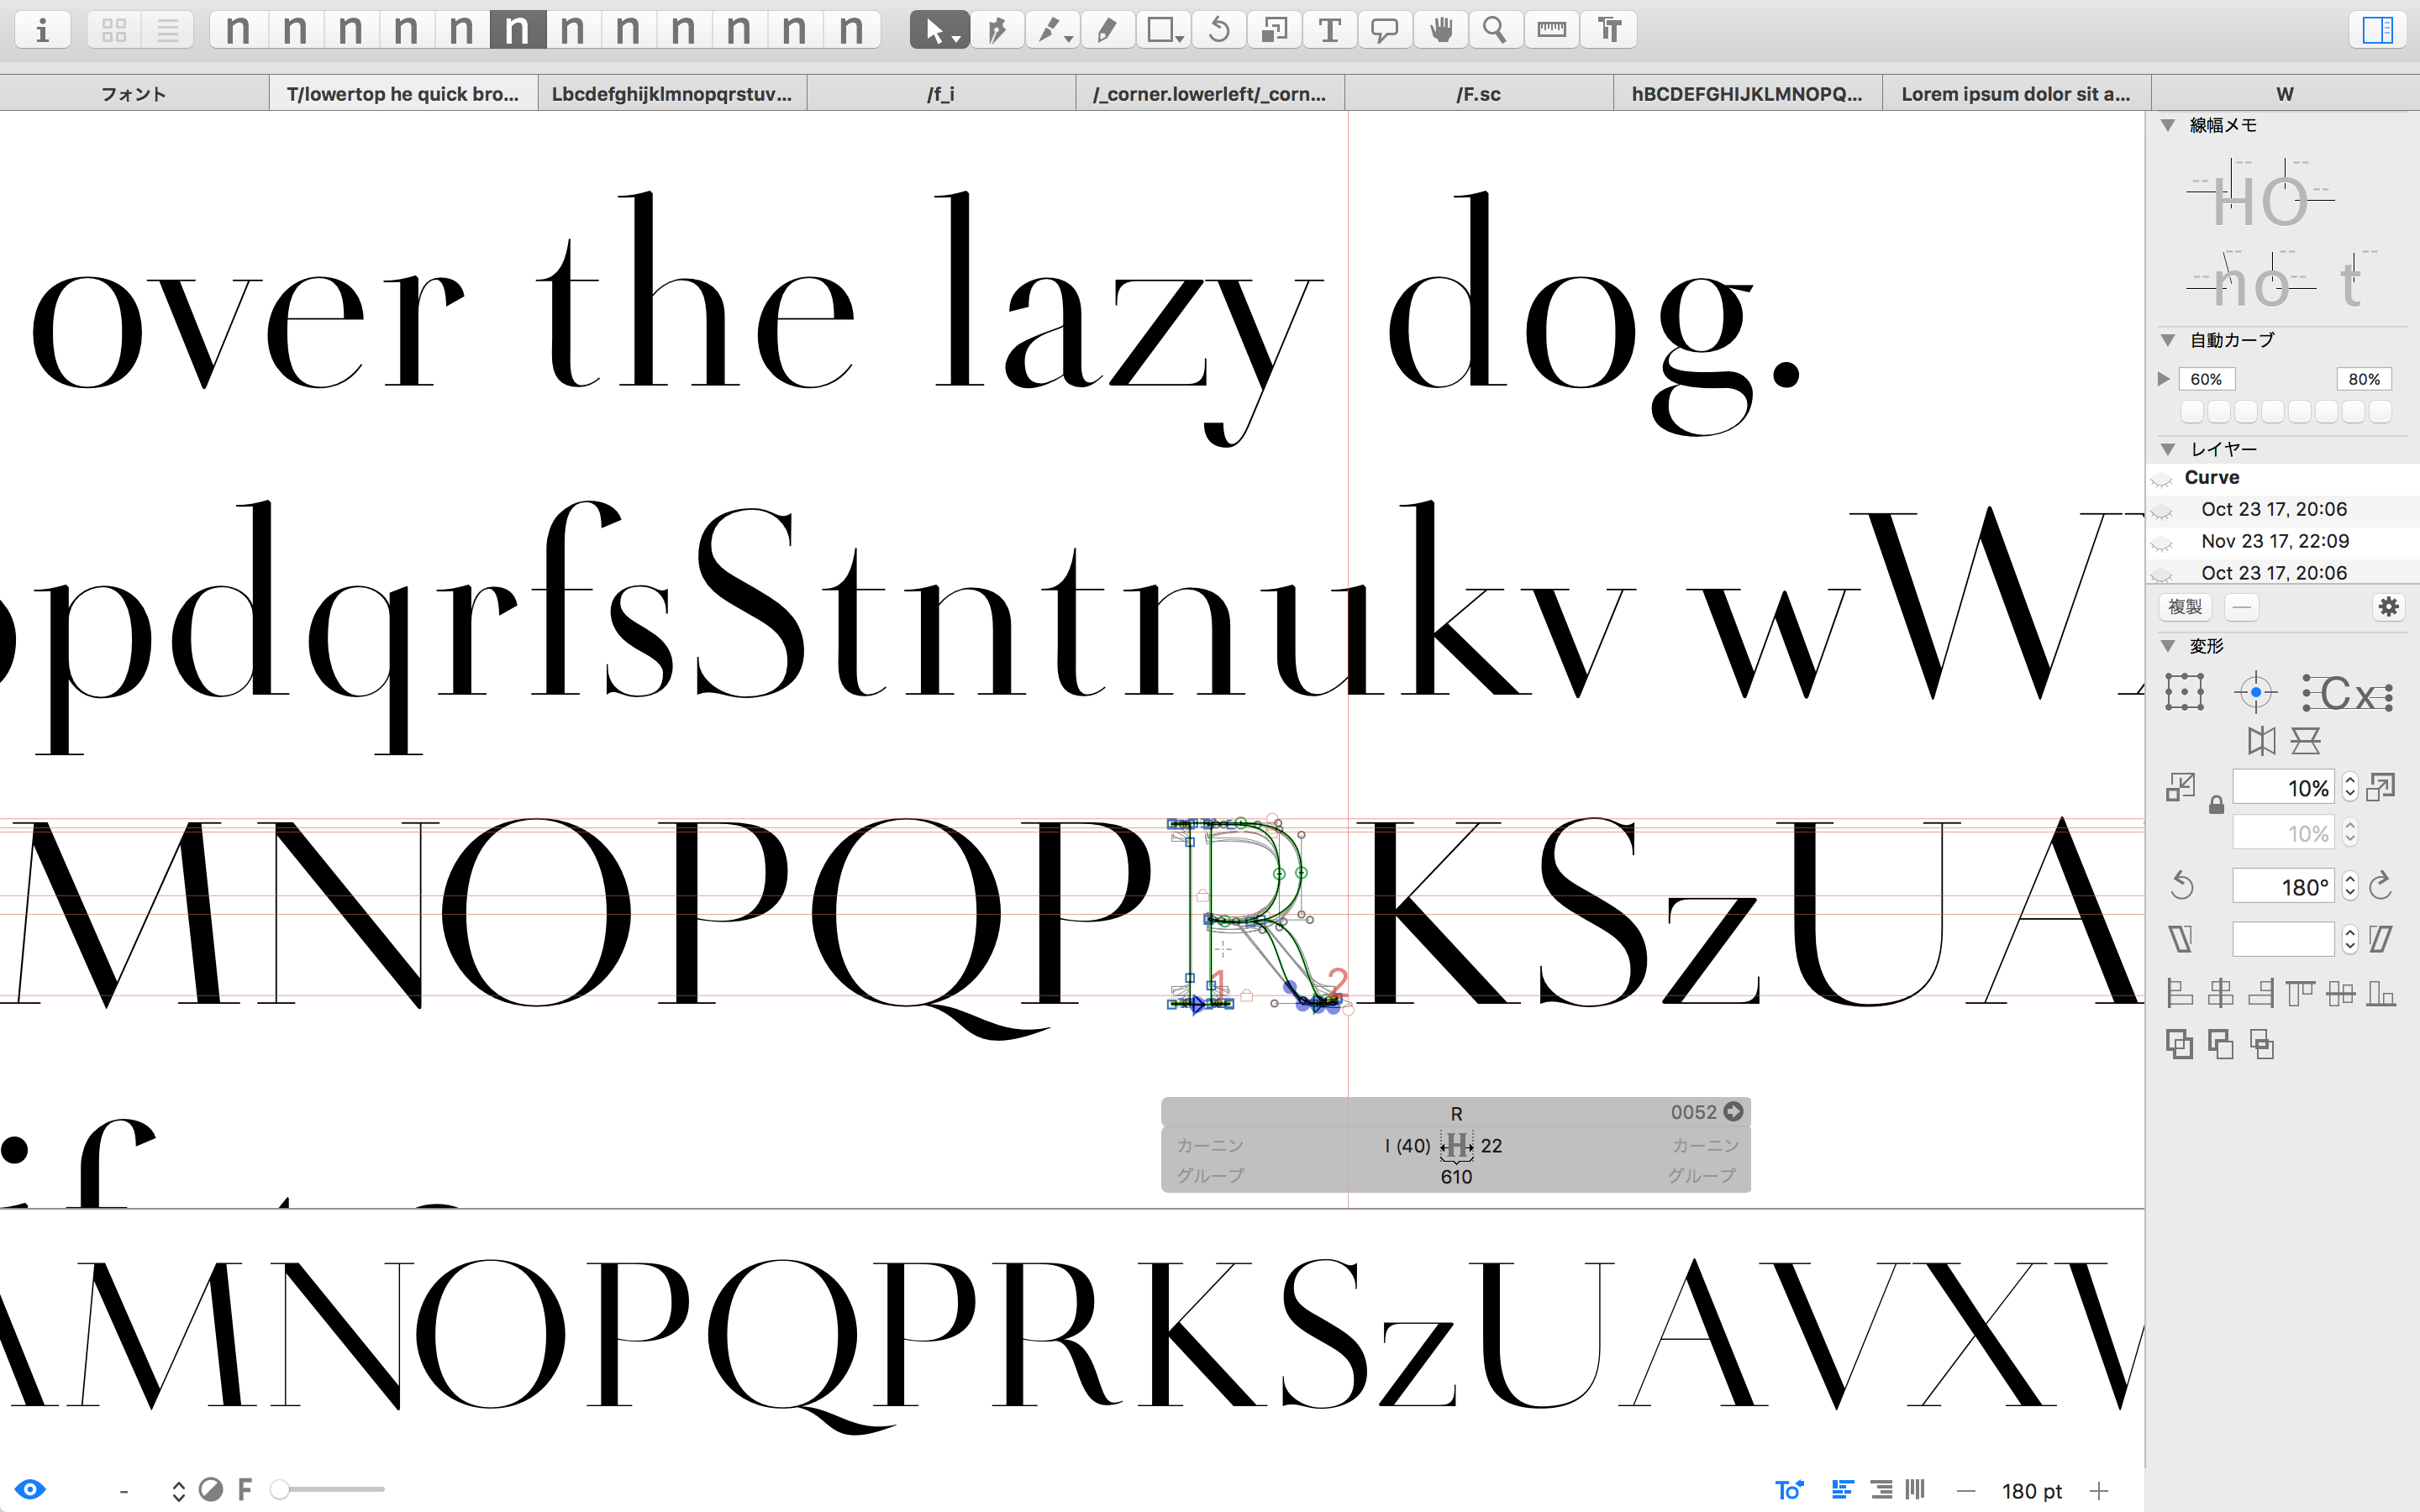 n n n n n n n n n n n n T
フォント T/lowertop he quick bro... Lbcdefghijklmnopqrstuv... /f_i /_corner.lowerleft/_corn... /F.sc hBCDEFGHIJKLMNOPQ... Lorem ipsum dolor sit a... W
over the lazy dog.
pdqrfsStntnukv wW
MNOPQPRKSzUA
1 2
R 0052
カーニン I (40) H 22 カーニン
グループ 610 グループ
if
MNOPQPRKSzUAVXV
- F 180 pt
線幅メモ
HO
no t
自動カーブ
60% 80%
レイヤー
Curve
Oct 23 17, 20:06
Nov 23 17, 22:09
Oct 23 17, 20:06
複製
変形
Cx
10%
10%
180°